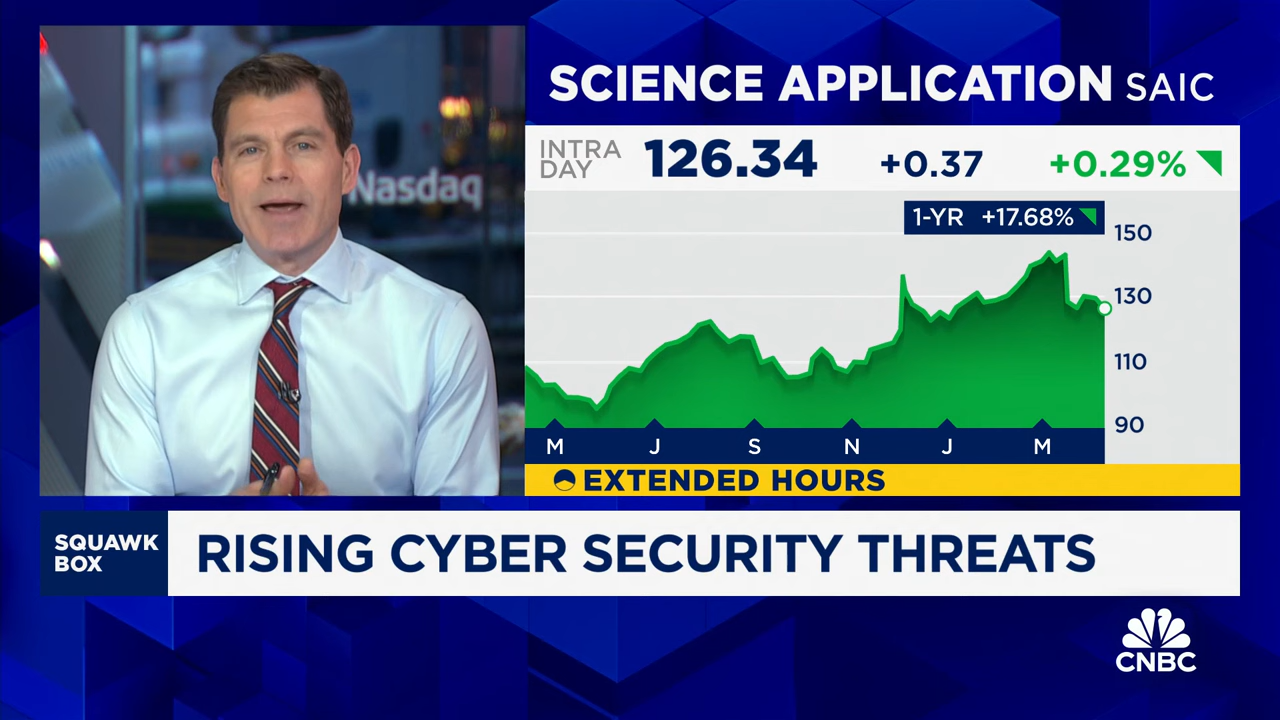 Nasdaq
SCIENCE APPLICATION SAIC
INTRA
DAY
126.34 +0.37 +0.29%
1-YR +17.68%
150
130
110
90
M J S N J M
EXTENDED HOURS
SQUAWK
BOX
RISING CYBER SECURITY THREATS
CNBC